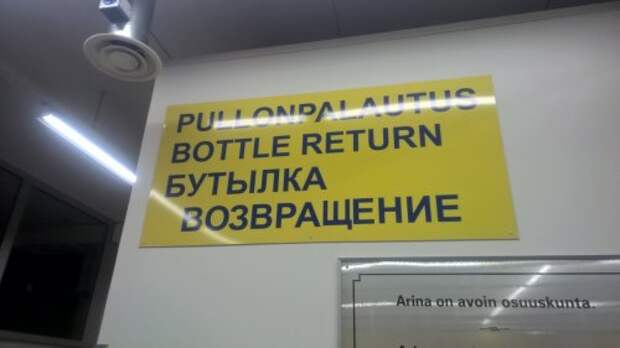 PULLONPALAUTUS
BOTTLE RETURN
БУТЫЛКА
ВОЗВРАЩЕНИЕ
Arina on avoin osuuskunta.